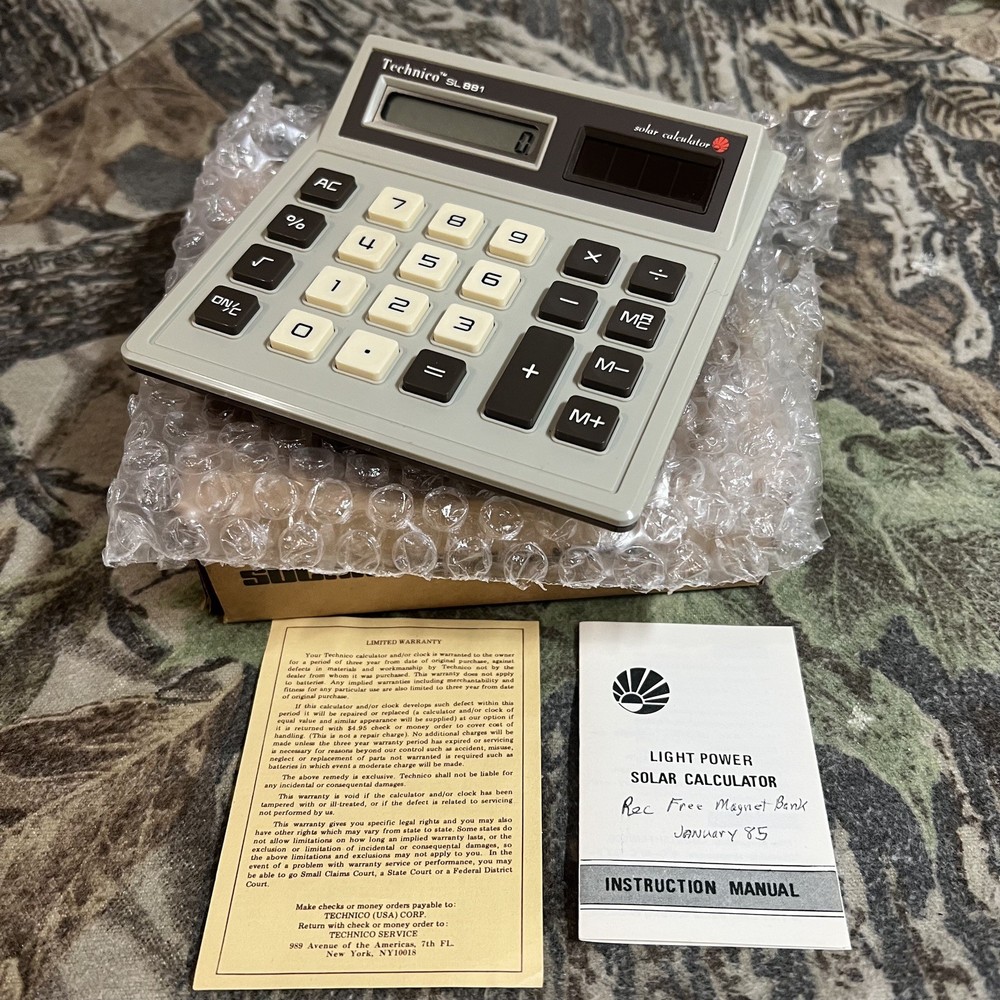 Technico™ SL 881
0
solar calculator
AC
7
8
9
×
÷
%
4
5
6
−
MR̲C
√
1
2
3
+
M−
ON/C
0
.
=
M+
LIMITED WARRANTY
Your Technico calculator and/or clock is warranted to the owner
for a period of three year from date of original purchase, against
defects in materials and workmanship by Technico not by the
dealer from whom it was purchased. This warranty does not apply
to batteries. Any implied warranties including merchantability and
fitness for any particular use are also limited to three year from date
of original purchase.
If this calculator and/or clock develops such defect within this
period it will be repaired or replaced (a calculator and/or clock of
equal value and similar appearance will be supplied) at our option if
it is returned with $4.95 check or money order to cover cost of
handling. (This is not a repair charge). No additional charges will be
made unless the three year warranty period has expired or servicing
is necessary for reasons beyond our control such as accident, misuse,
neglect or replacement of parts not warranted is required such as
batteries in which event a moderate charge will be made.
The above remedy is exclusive. Technico shall not be liable for
any incidental or consequental damages.
This warranty is void if the calculator and/or clock has been
tampered with or ill-treated, or if the defect is related to servicing
not performed by us.
This warranty gives you specific legal rights and you may also
have other rights which may vary from state to state. Some states do
not allow limitations on how long an implied warranty lasts, or the
exclusion or limitation of incidental or consequental damages, so
the above limitations and exclusions may not apply to you. In the
event of a problem with warranty service or performance, you may
be able to go Small Claims Court, a State Court or a Federal District
Court.
Make checks or money orders payable to:
TECHNICO (USA) CORP.
Return with check or money order to:
TECHNICO SERVICE
989 Avenue of the Americas, 7th FL.
New York, NY10018
LIGHT POWER
SOLAR CALCULATOR
Rec Free Magnet Bank
January 85
INSTRUCTION MANUAL